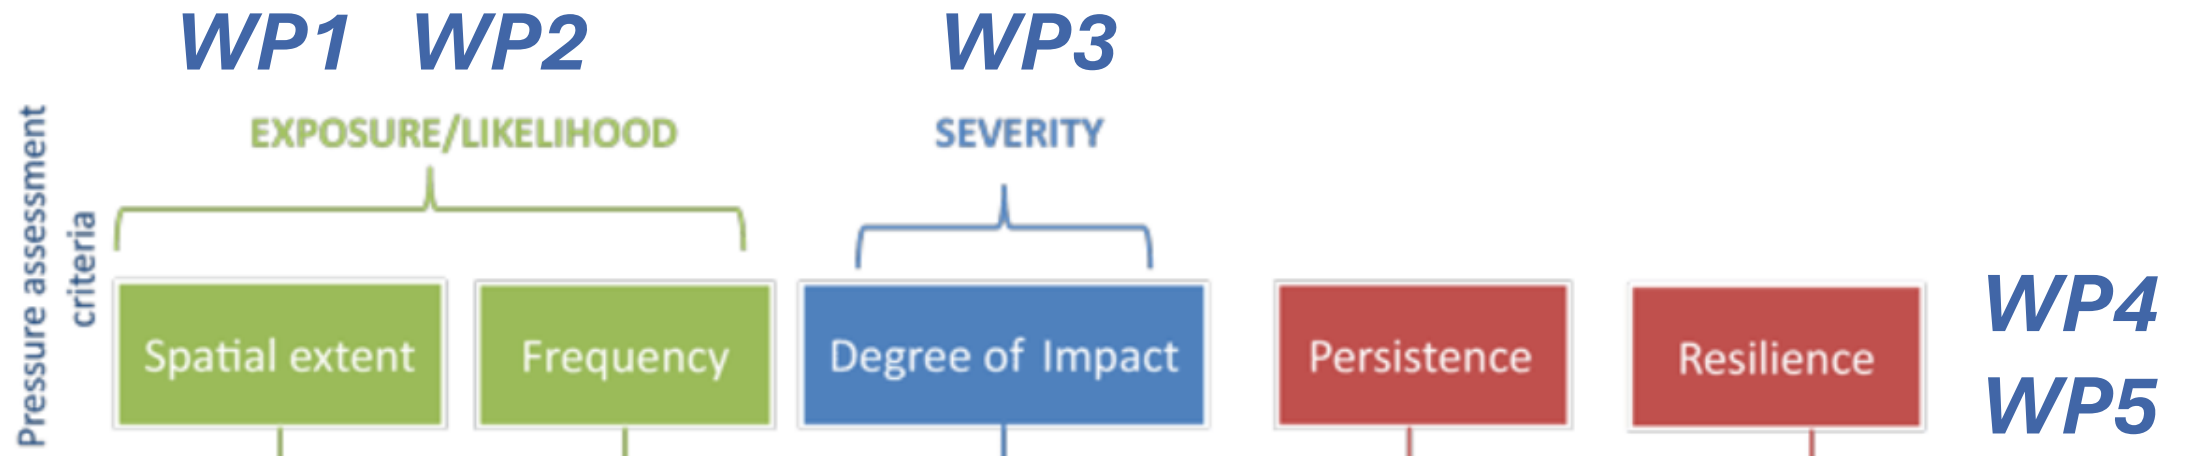 WP1 WP2 WP3
EXPOSURE/LIKELIHOOD SEVERITY
Pressure assessment
criteria
Spatial extent Frequency Degree of Impact Persistence Resilience
WP4
WP5